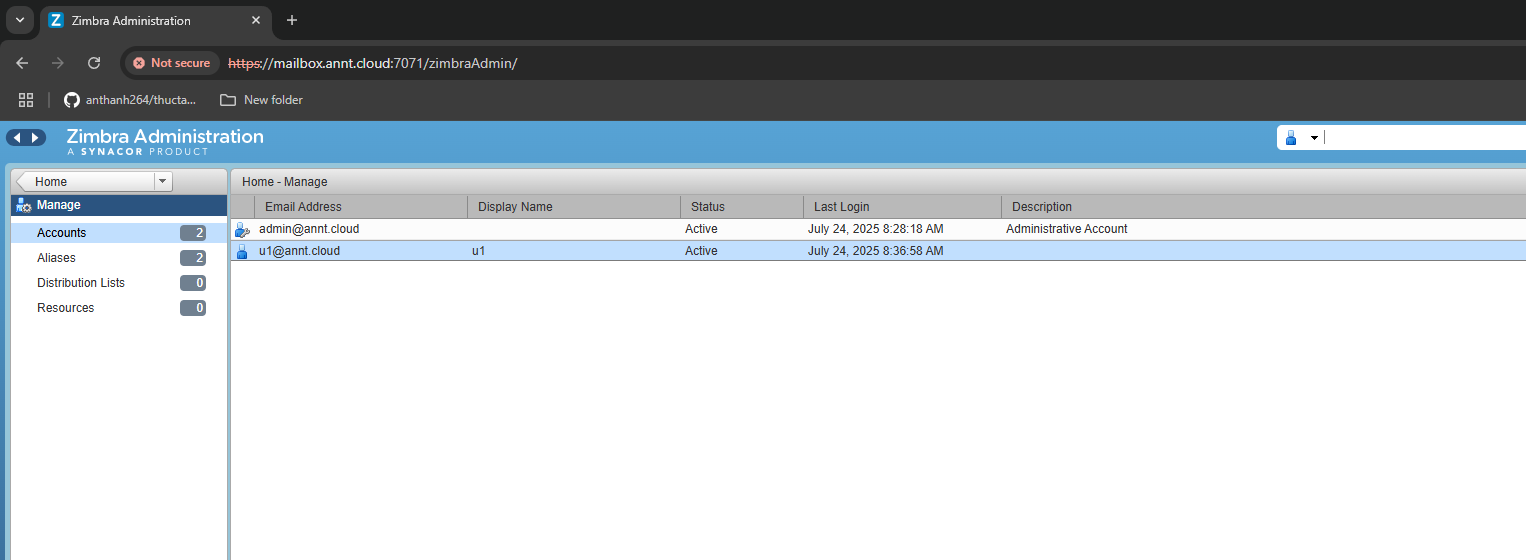 Zimbra Administration
Not secure https://mailbox.annt.cloud:7071/zimbraAdmin/
anthanh264/thucta... New folder
Zimbra Administration
A SYNACOR PRODUCT
Home
Home - Manage
Manage
Email Address Display Name Status Last Login Description
Accounts 2
admin@annt.cloud Active July 24, 2025 8:28:18 AM Administrative Account
Aliases 2
u1@annt.cloud u1 Active July 24, 2025 8:36:58 AM
Distribution Lists 0
Resources 0